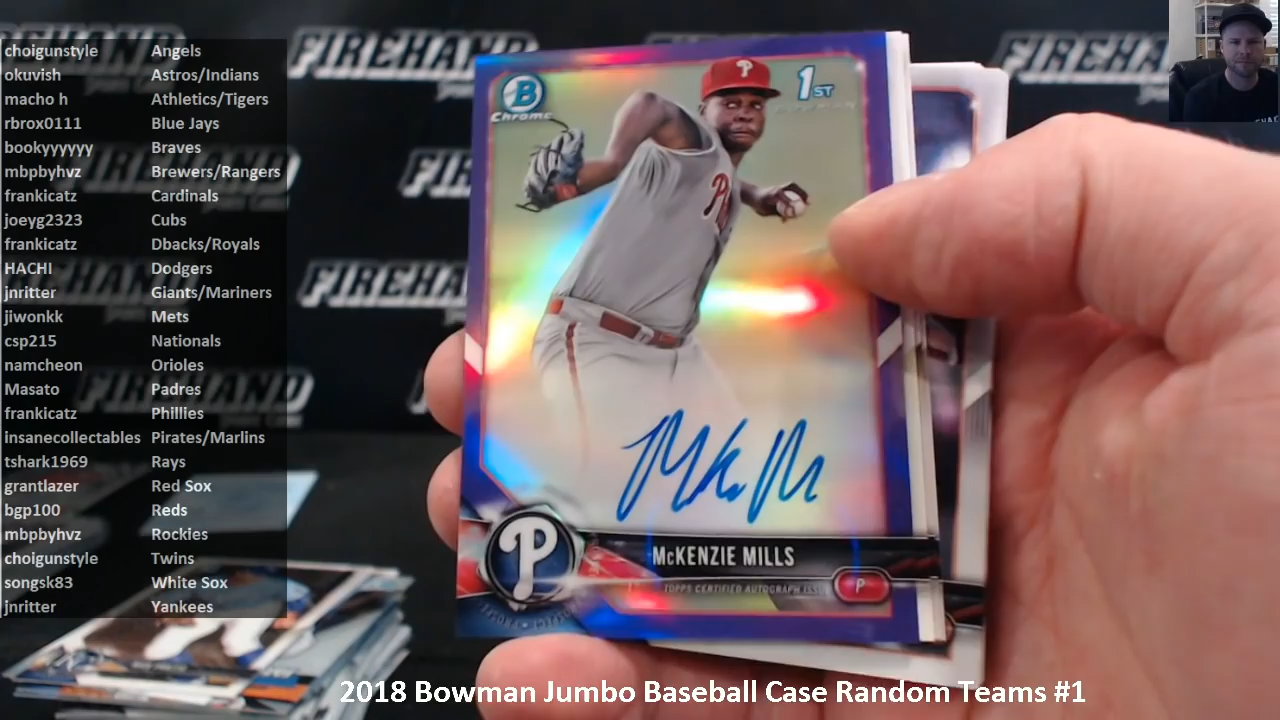 choigunstyle Angels
okuvish Astros/Indians
macho h Athletics/Tigers
rbrox0111 Blue Jays
bookyyyyyy Braves
mbpbyhvz Brewers/Rangers
frankicatz Cardinals
joeyg2323 Cubs
frankicatz Dbacks/Royals
HACHI Dodgers
jnritter Giants/Mariners
jiwonkk Mets
csp215 Nationals
namcheon Orioles
Masato Padres
frankicatz Phillies
insanecollectables Pirates/Marlins
tshark1969 Rays
grantlazer Red Sox
bgp100 Reds
mbpbyhvz Rockies
choigunstyle Twins
songsk83 White Sox
jnritter Yankees
FIREHAND
FIREHAND
B
Chrome
P
1ST
BOWMAN
P
McKENZIE MILLS
TOPPS CERTIFIED AUTOGRAPH ISS
P
2018 Bowman Jumbo Baseball Case Random Teams #1